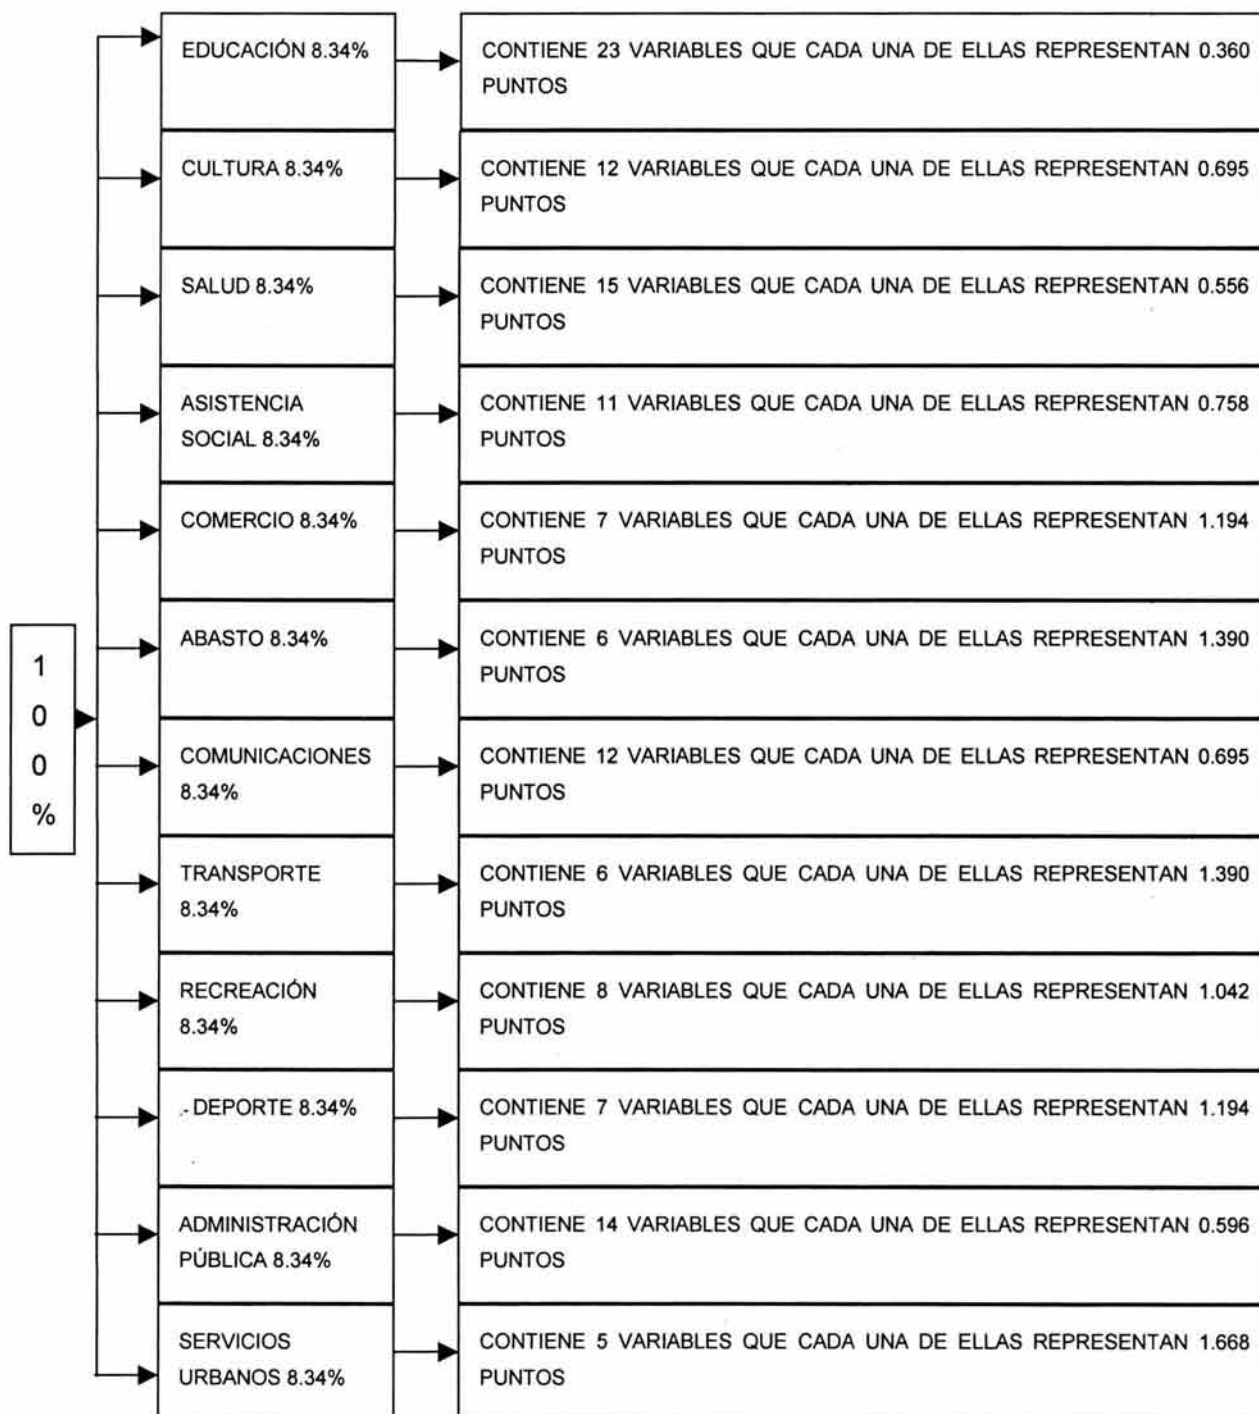 EDUCACIÓN 8.34%
CONTIENE 23 VARIABLES QUE CADA UNA DE ELLAS REPRESENTAN 0.360
PUNTOS
CULTURA 8.34%
CONTIENE 12 VARIABLES QUE CADA UNA DE ELLAS REPRESENTAN 0.695
PUNTOS
SALUD 8.34%
CONTIENE 15 VARIABLES QUE CADA UNA DE ELLAS REPRESENTAN 0.556
PUNTOS
ASISTENCIA
SOCIAL 8.34%
CONTIENE 11 VARIABLES QUE CADA UNA DE ELLAS REPRESENTAN 0.758
PUNTOS
COMERCIO 8.34%
CONTIENE 7 VARIABLES QUE CADA UNA DE ELLAS REPRESENTAN 1.194
PUNTOS
ABASTO 8.34%
CONTIENE 6 VARIABLES QUE CADA UNA DE ELLAS REPRESENTAN 1.390
PUNTOS
1
0
0
%
COMUNICACIONES
8.34%
CONTIENE 12 VARIABLES QUE CADA UNA DE ELLAS REPRESENTAN 0.695
PUNTOS
TRANSPORTE
8.34%
CONTIENE 6 VARIABLES QUE CADA UNA DE ELLAS REPRESENTAN 1.390
PUNTOS
RECREACIÓN
8.34%
CONTIENE 8 VARIABLES QUE CADA UNA DE ELLAS REPRESENTAN 1.042
PUNTOS
DEPORTE 8.34%
CONTIENE 7 VARIABLES QUE CADA UNA DE ELLAS REPRESENTAN 1.194
PUNTOS
ADMINISTRACIÓN
PÚBLICA 8.34%
CONTIENE 14 VARIABLES QUE CADA UNA DE ELLAS REPRESENTAN 0.596
PUNTOS
SERVICIOS
URBANOS 8.34%
CONTIENE 5 VARIABLES QUE CADA UNA DE ELLAS REPRESENTAN 1.668
PUNTOS